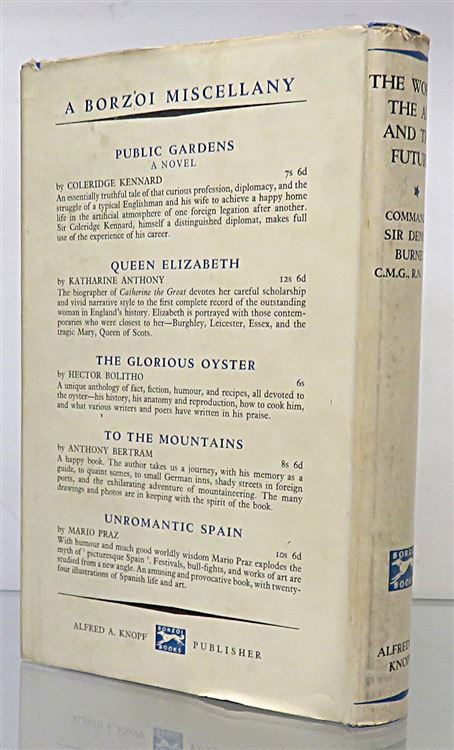 A BORZOI MISCELLANY
PUBLIC GARDENS
A NOVEL
by COLERIDGE KENNARD 7s 6d
An essentially truthful tale of that curious profession, diplomacy, and the
struggle of a typical Englishman and his wife to achieve a happy home
life in the artificial atmosphere of one foreign legation after another.
Sir Coleridge Kennard, himself a distinguished diplomat, makes full
use of the experience of his career.
QUEEN ELIZABETH
by KATHARINE ANTHONY 12s 6d
The biographer of Catherine the Great devotes her careful scholarship
and vivid narrative style to the first complete record of the outstanding
woman in England's history. Elizabeth is portrayed with those contem-
poraries who were closest to her—Burghley, Leicester, Essex, and the
tragic Mary, Queen of Scots.
THE GLORIOUS OYSTER
by HECTOR BOLITHO 6s
A unique anthology of fact, fiction, humour, and recipes, all devoted to
the oyster—his history, his anatomy and reproduction, how to cook him,
and what various writers and poets have written in his praise.
TO THE MOUNTAINS
by ANTHONY BERTRAM 8s 6d
A happy book. The author takes us a journey, with his memory as a
guide, to quaint scenes, to small German inns, shady streets in foreign
ports, and the exhilarating adventure of mountaineering. The many
drawings and photos are in keeping with the spirit of the book.
UNROMANTIC SPAIN
by MARIO PRAZ 10s 6d
With humour and much good worldly wisdom Mario Praz explodes the
myth of 'picturesque Spain'. Festivals, bull-fights, and works of art are
studied from a new angle. An amusing and provocative book, with twenty-
four illustrations of Spanish life and art.
ALFRED A. KNOPF BORZOI BOOKS PUBLISHER
THE WO
THE A
AND T
FUTUR
COMMAN
SIR DEN
BURNE
C.M.G., R.N.
BORZOI
BOOKS
ALFRED
KNOPF